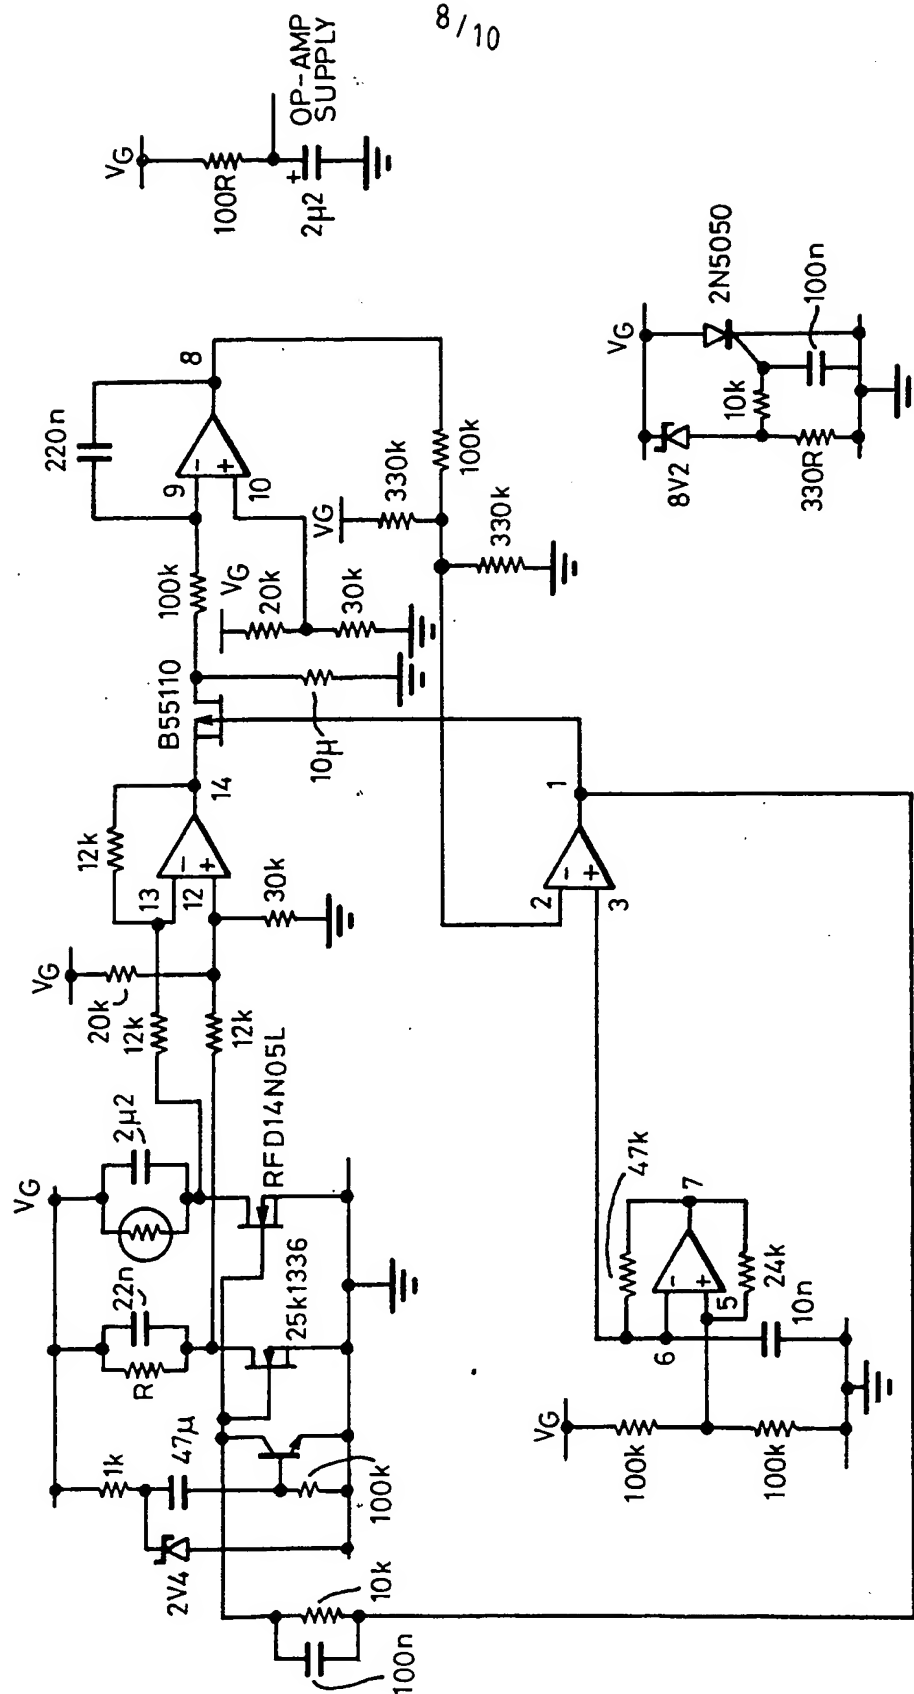 8/10
VG
100R
OP-AMP
SUPPLY
+
2µ2
220n
8
9
-
+
10
100k
VG
20k
30k
VG
330k
330k
100k
B55110
10µ
12k
14
13
-
12
+
30k
VG
20k
12k
12k
VG
2µ2
22n
R
RFD14N05L
25k1336
1k
47µ
2V4
100k
10k
100n
1
2
-
+
3
47k
7
-
+
5
6
24k
10n
VG
100k
100k
VG
8V2
2N5050
10k
100n
330R